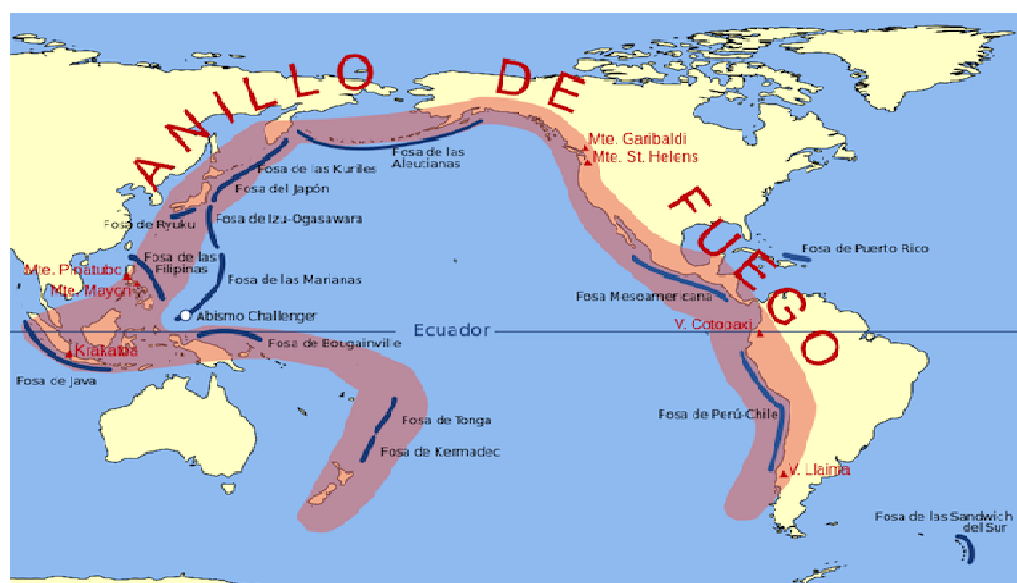 ANILLO DE FUEGO
Mte. Garibaldi
Mte. St. Helens
Fosa de las
Aleutianas
Fosa de las Kuriles
Fosa del Japón
Fosa de Izu-Ogasawara
Fosa de Ryuku
Fosa de Puerto Rico
Fosa de las
Filipinas
Mte. Pinatubo
Mte. Mayon
Fosa de las Marianas
Fosa Mesoamericana
Abismo Challenger
Ecuador
V. Cotopaxi
Fosa de Bougainville
Krakatoa
Fosa de Java
Fosa de Tonga
Fosa de Perú-Chile
Fosa de Kermadec
V. Llaima
Fosa de las Sandwich
del Sur